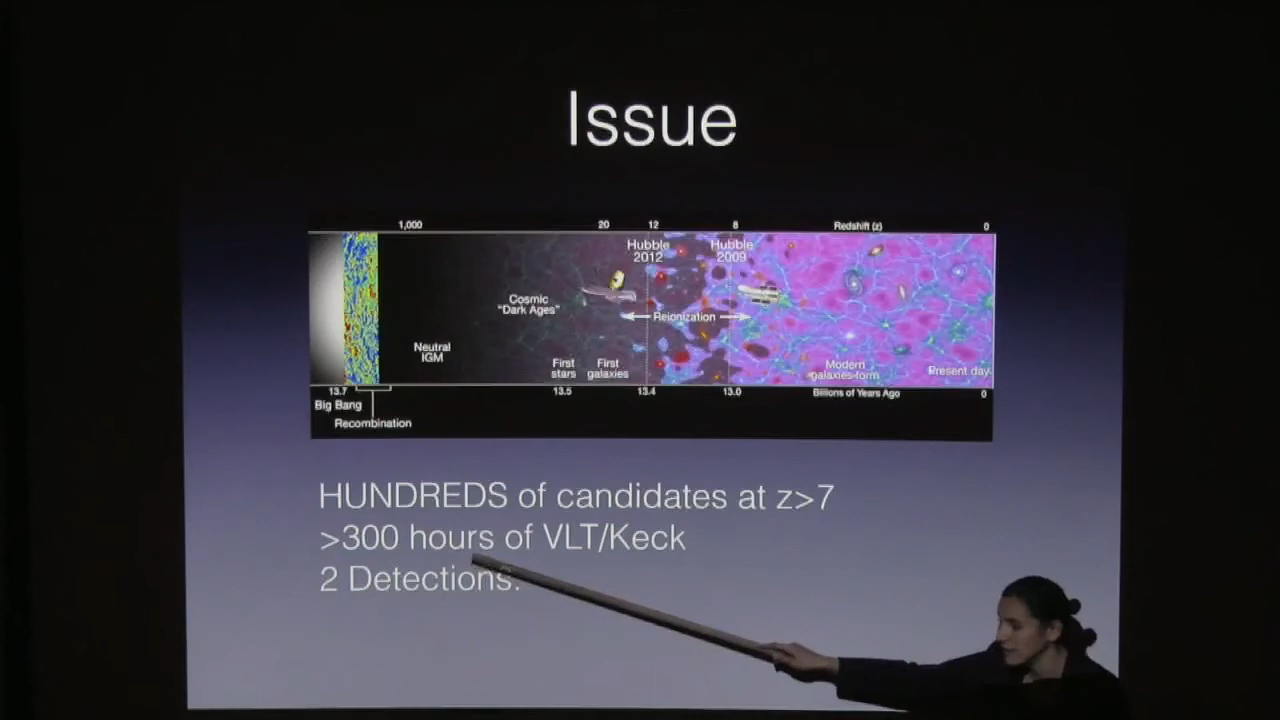 Issue
1,000 20 12 8 Redshift (z) 0
Hubble 2012
Hubble 2009
Cosmic "Dark Ages"
Reionization
Neutral IGM
First stars
First galaxies
Modern galaxies form
Present day
13.7 13.5 13.4 13.0 Billions of Years Ago 0
Big Bang
Recombination
HUNDREDS of candidates at z>7
>300 hours of VLT/Keck
2 Detections.